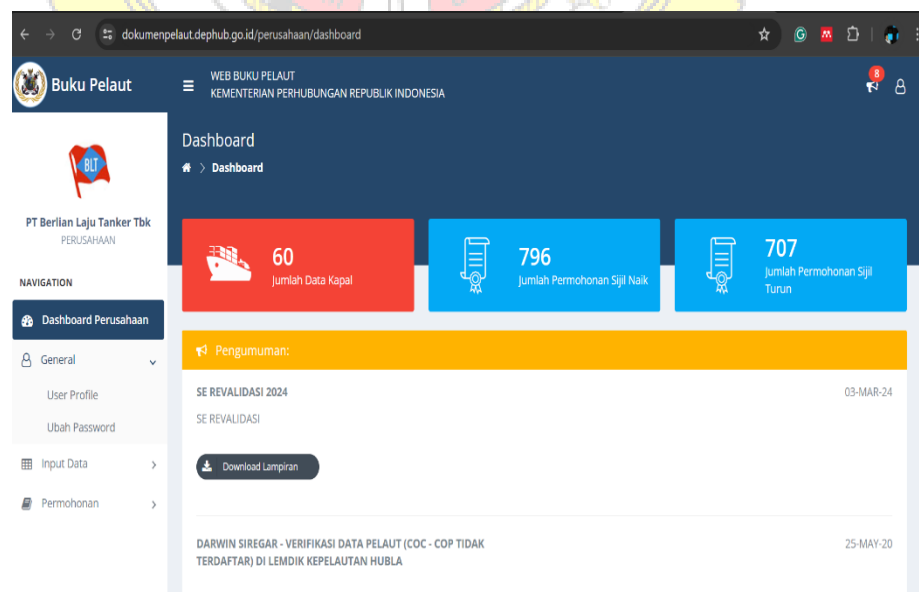 dokumenpelaut.dephub.go.id/perusahaan/dashboard
Buku Pelaut
WEB BUKU PELAUT
KEMENTERIAN PERHUBUNGAN REPUBLIK INDONESIA
8
BLT
PT Berlian Laju Tanker Tbk
PERUSAHAAN
NAVIGATION
Dashboard Perusahaan
General
User Profile
Ubah Password
Input Data
Permohonan
Dashboard
Dashboard
60
Jumlah Data Kapal
796
Jumlah Permohonan Sijil Naik
707
Jumlah Permohonan Sijil
Turun
Pengumuman:
SE REVALIDASI 2024
03-MAR-24
SE REVALIDASI
Download Lampiran
DARWIN SIREGAR - VERIFIKASI DATA PELAUT (COC - COP TIDAK
TERDAFTAR) DI LEMDIK KEPELAUTAN HUBLA
25-MAY-20